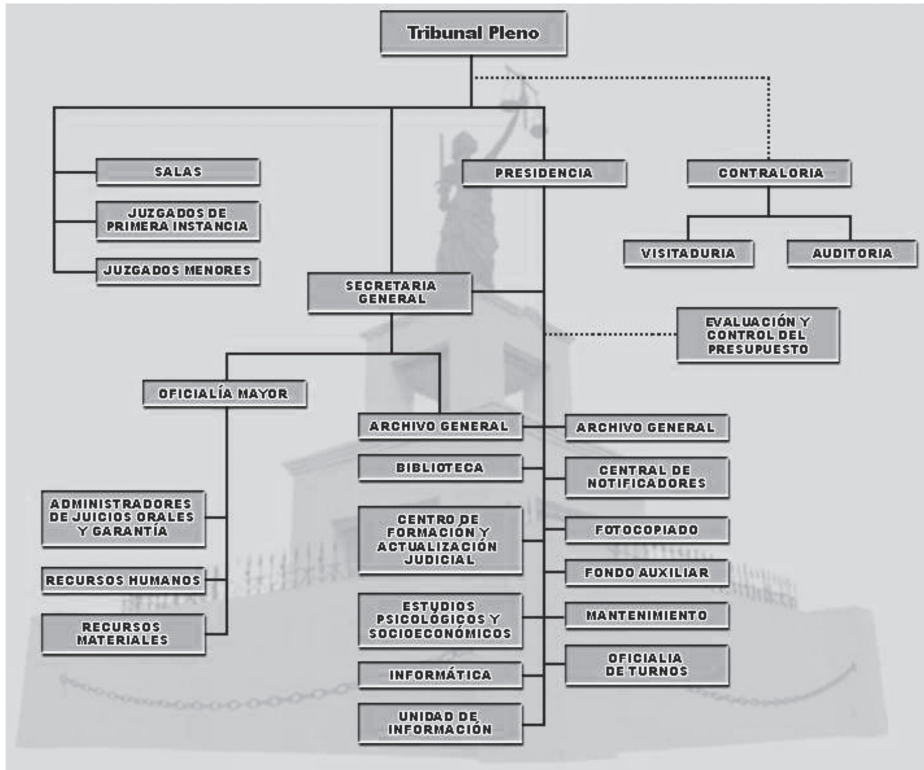 Tribunal Pleno
SALAS
JUZGADOS DE
PRIMERA INSTANCIA
JUZGADOS MENORES
PRESIDENCIA
CONTRALORIA
VISITADURIA
AUDITORIA
SECRETARIA
GENERAL
EVALUACIÓN Y
CONTROL DEL
PRESUPUESTO
OFICIALÍA MAYOR
ADMINISTRADORES
DE JUICIOS ORALES
Y GARANTÍA
RECURSOS HUMANOS
RECURSOS
MATERIALES
ARCHIVO GENERAL
BIBLIOTECA
CENTRO DE
FORMACIÓN Y
ACTUALIZACIÓN
JUDICIAL
ESTUDIOS
PSICOLÓGICOS Y
SOCIOECONÓMICOS
INFORMÁTICA
UNIDAD DE
INFORMACIÓN
ARCHIVO GENERAL
CENTRAL DE
NOTIFICADORES
FOTOCOPIADO
FONDO AUXILIAR
MANTENIMIENTO
OFICIALIA
DE TURNOS